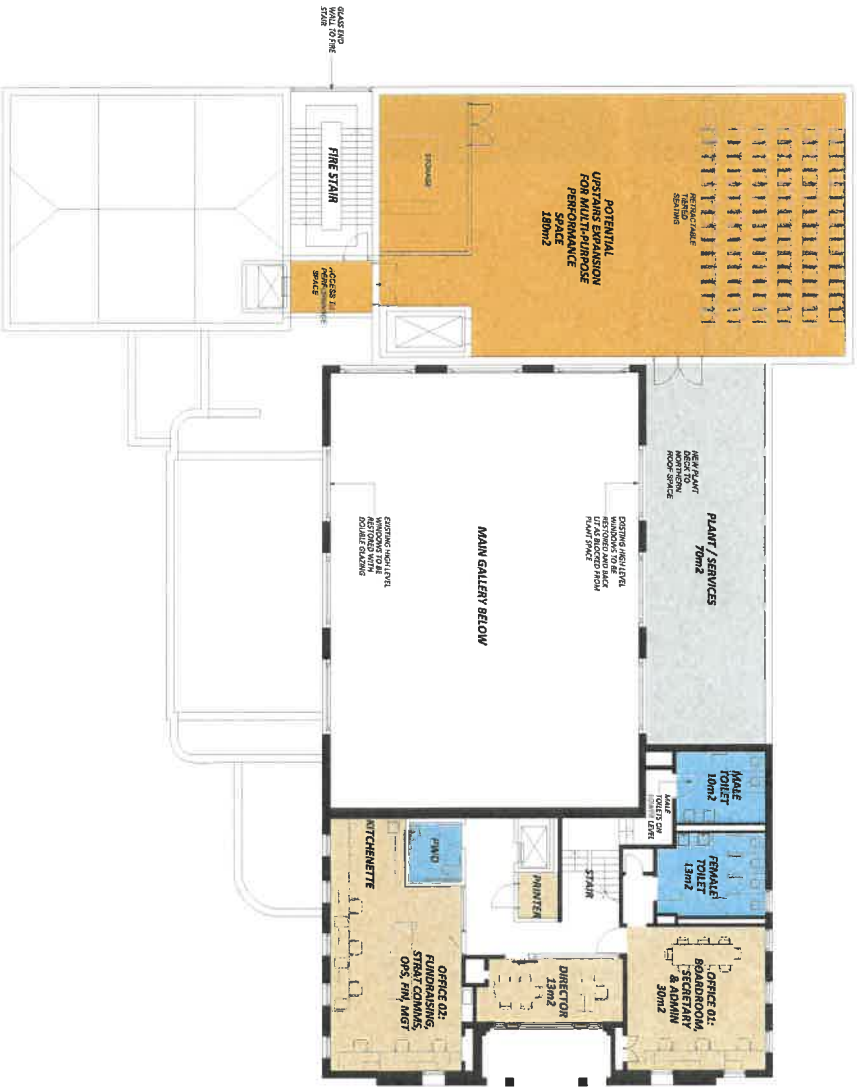 GLASS END
WALL TO FIRE
STAIR
FIRE STAIR
STORAGE
POTENTIAL
UPSTAIRS EXPANSION
FOR MULTI-PURPOSE
PERFORMANCE
SPACE
180m2
RETRACTABLE
TIERED
SEATING
ACCESS TO
PERFORMANCE
SPACE
NEW PLANT
DECK TO
NORTHERN
ROOF SPACE
PLANT / SERVICES
70m2
EXISTING HIGH LEVEL
WINDOWS TO BE
RESTORED AND BACK
LIT AS BLOCKED FROM
PLANT SPACE
MAIN GALLERY BELOW
EXISTING HIGH LEVEL
WINDOWS TO BE
RESTORED WITH
DOUBLE GLAZING
MALE
TOILET
10m2
MALE
TOILETS ON
LOWER LEVEL
FEMALE
TOILET
13m2
STAIR
PRINTER
PWD
KITCHENETTE
OFFICE 01:
BOARDROOM,
SECRETARY
& ADMIN
30m2
DIRECTOR
13m2
OFFICE 02:
FUNDRAISING,
STRAT COMMS,
OPS, FIN, MGT